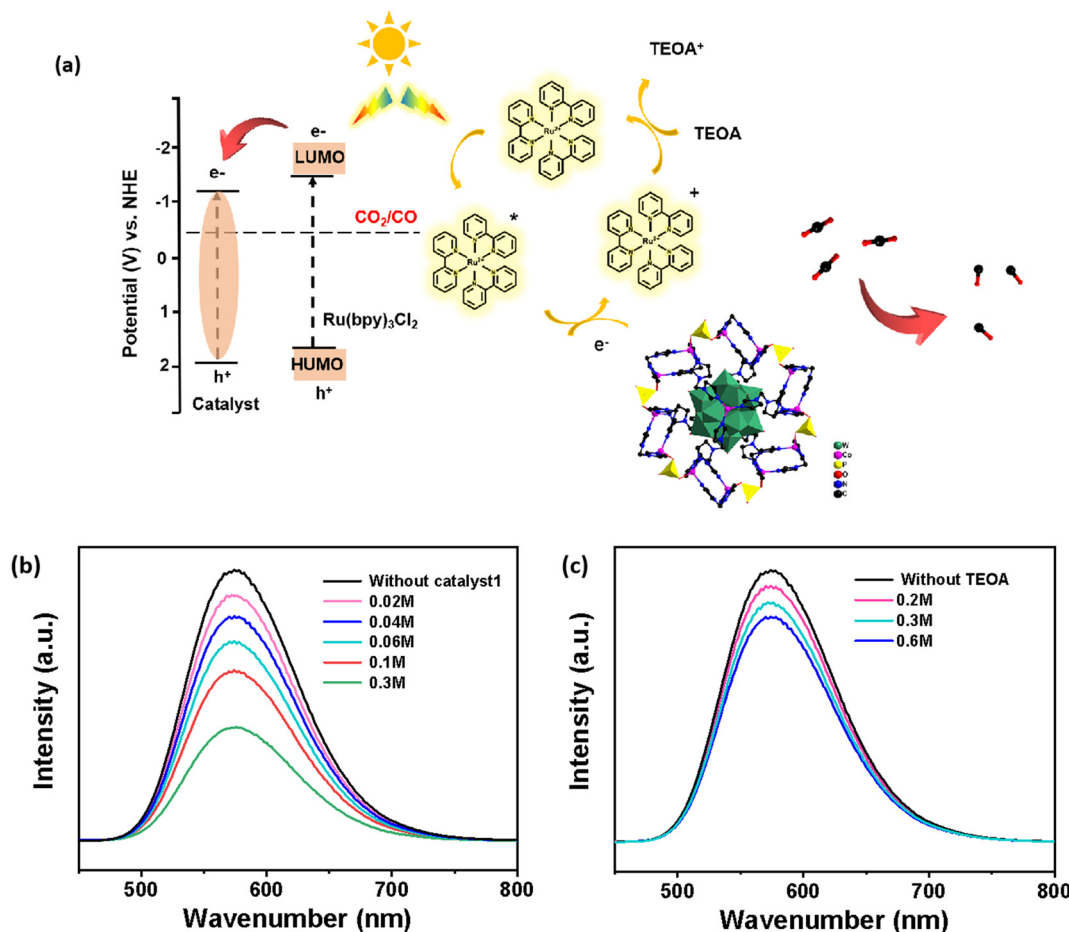 (a)
TEOA⁺
TEOA
Potential (V) vs. NHE
-2
-1
0
1
2
e-
LUMO
e-
CO₂/CO
Ru(bpy)₃Cl₂
HUMO
h⁺
h⁺
Catalyst
Ru²⁺
*
+
e⁻
W
Co
P
O
N
C
(b)
Without catalyst1
0.02M
0.04M
0.06M
0.1M
0.3M
Intensity (a.u.)
500
600
700
800
Wavenumber (nm)
(c)
Without TEOA
0.2M
0.3M
0.6M
Intensity (a.u.)
500
600
700
800
Wavenumber (nm)